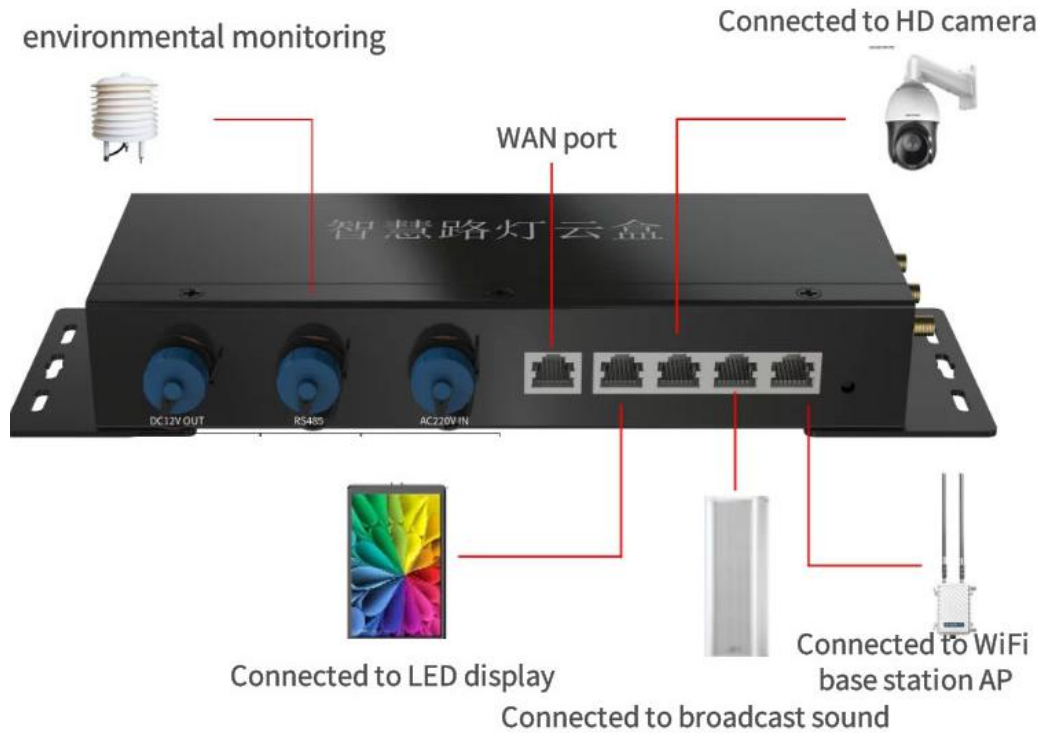 environmental monitoring
Connected to HD camera
WAN port
智慧路灯云盒
DC12V OUT
RS485
AC220V IN
Connected to LED display
Connected to WiFi
base station AP
Connected to broadcast sound